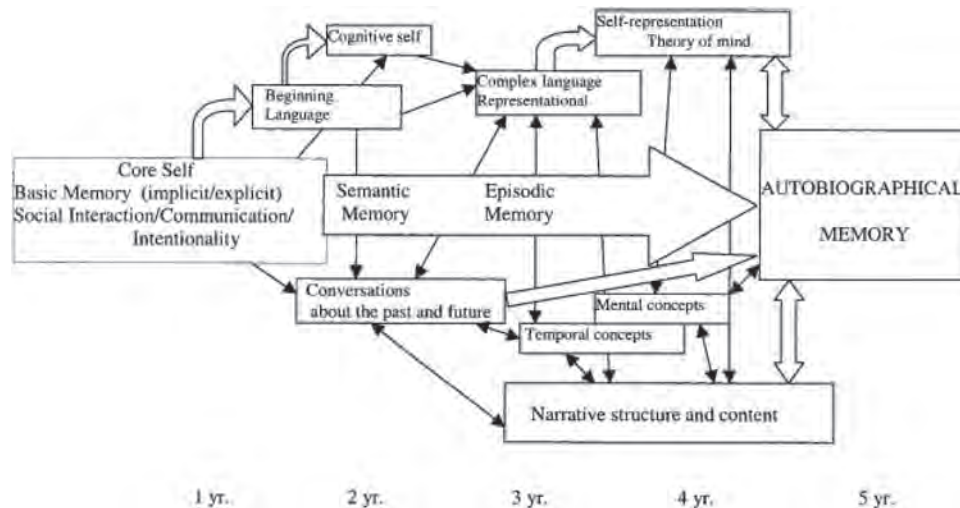 Self-representation
Theory of mind
Cognitive self
Complex language
Representational
Beginning
Language
Core Self
Basic Memory (implicit/explicit)
Social Interaction/Communication/
Intentionality
Semantic
Memory
Episodic
Memory
AUTOBIOGRAPHICAL
MEMORY
Conversations
about the past and future
Mental concepts
Temporal concepts
Narrative structure and content
1 yr. 2 yr. 3 yr. 4 yr. 5 yr.